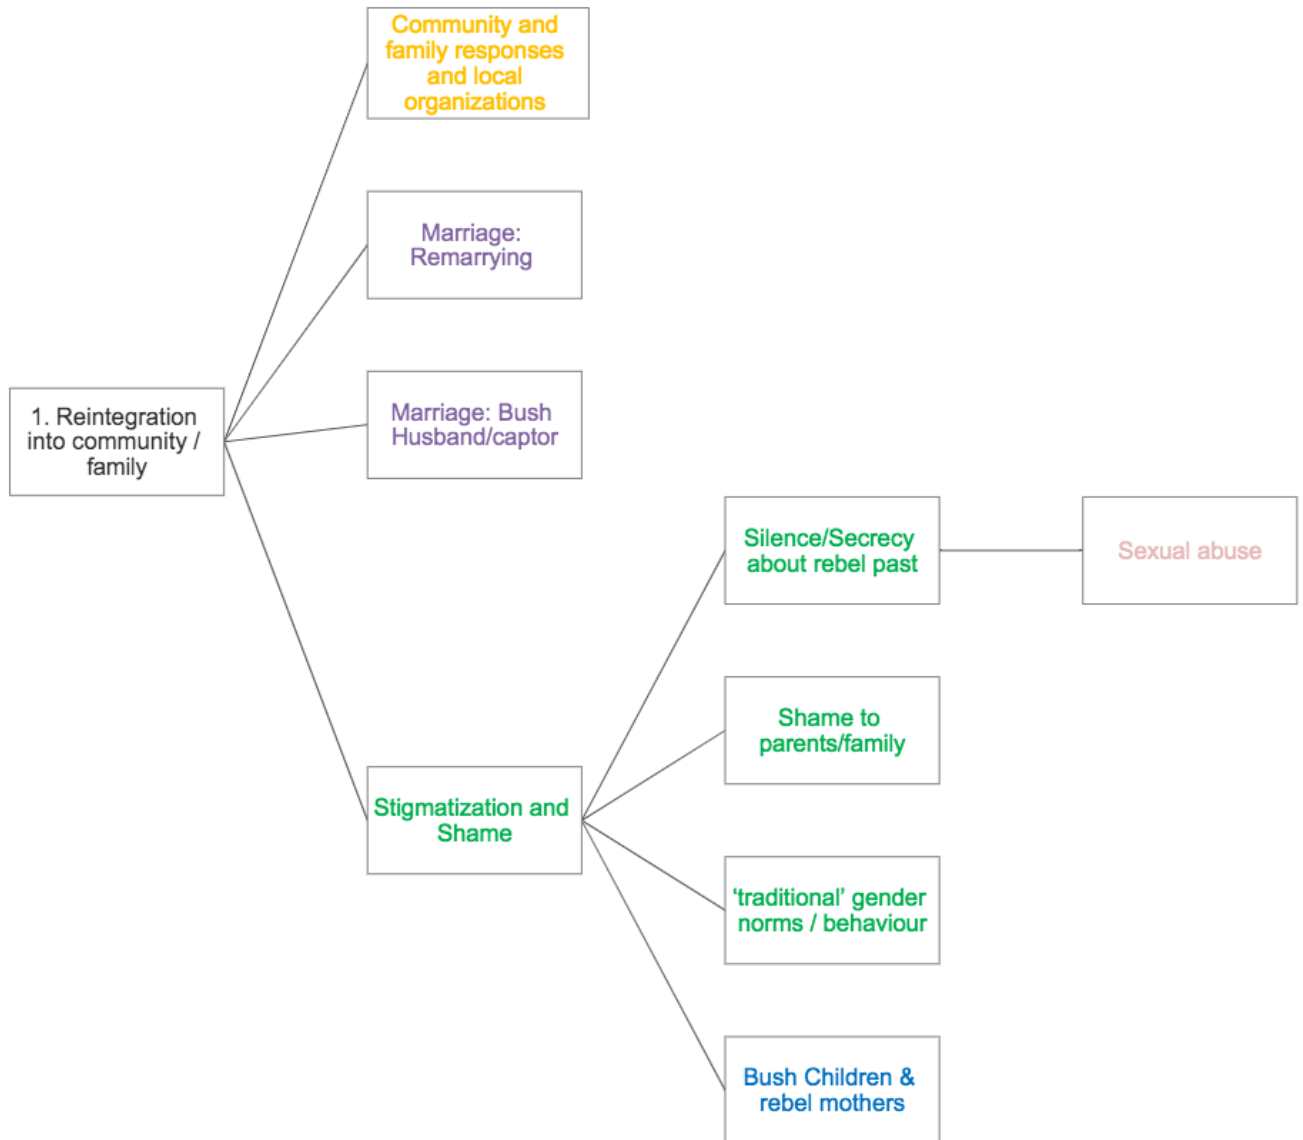 Community and
family responses
and local
organizations
Marriage:
Remarrying
Marriage: Bush
Husband/captor
1. Reintegration
into community /
family
Stigmatization and
Shame
Silence/Secrecy
about rebel past
Sexual abuse
Shame to
parents/family
‘traditional’ gender
norms / behaviour
Bush Children &
rebel mothers